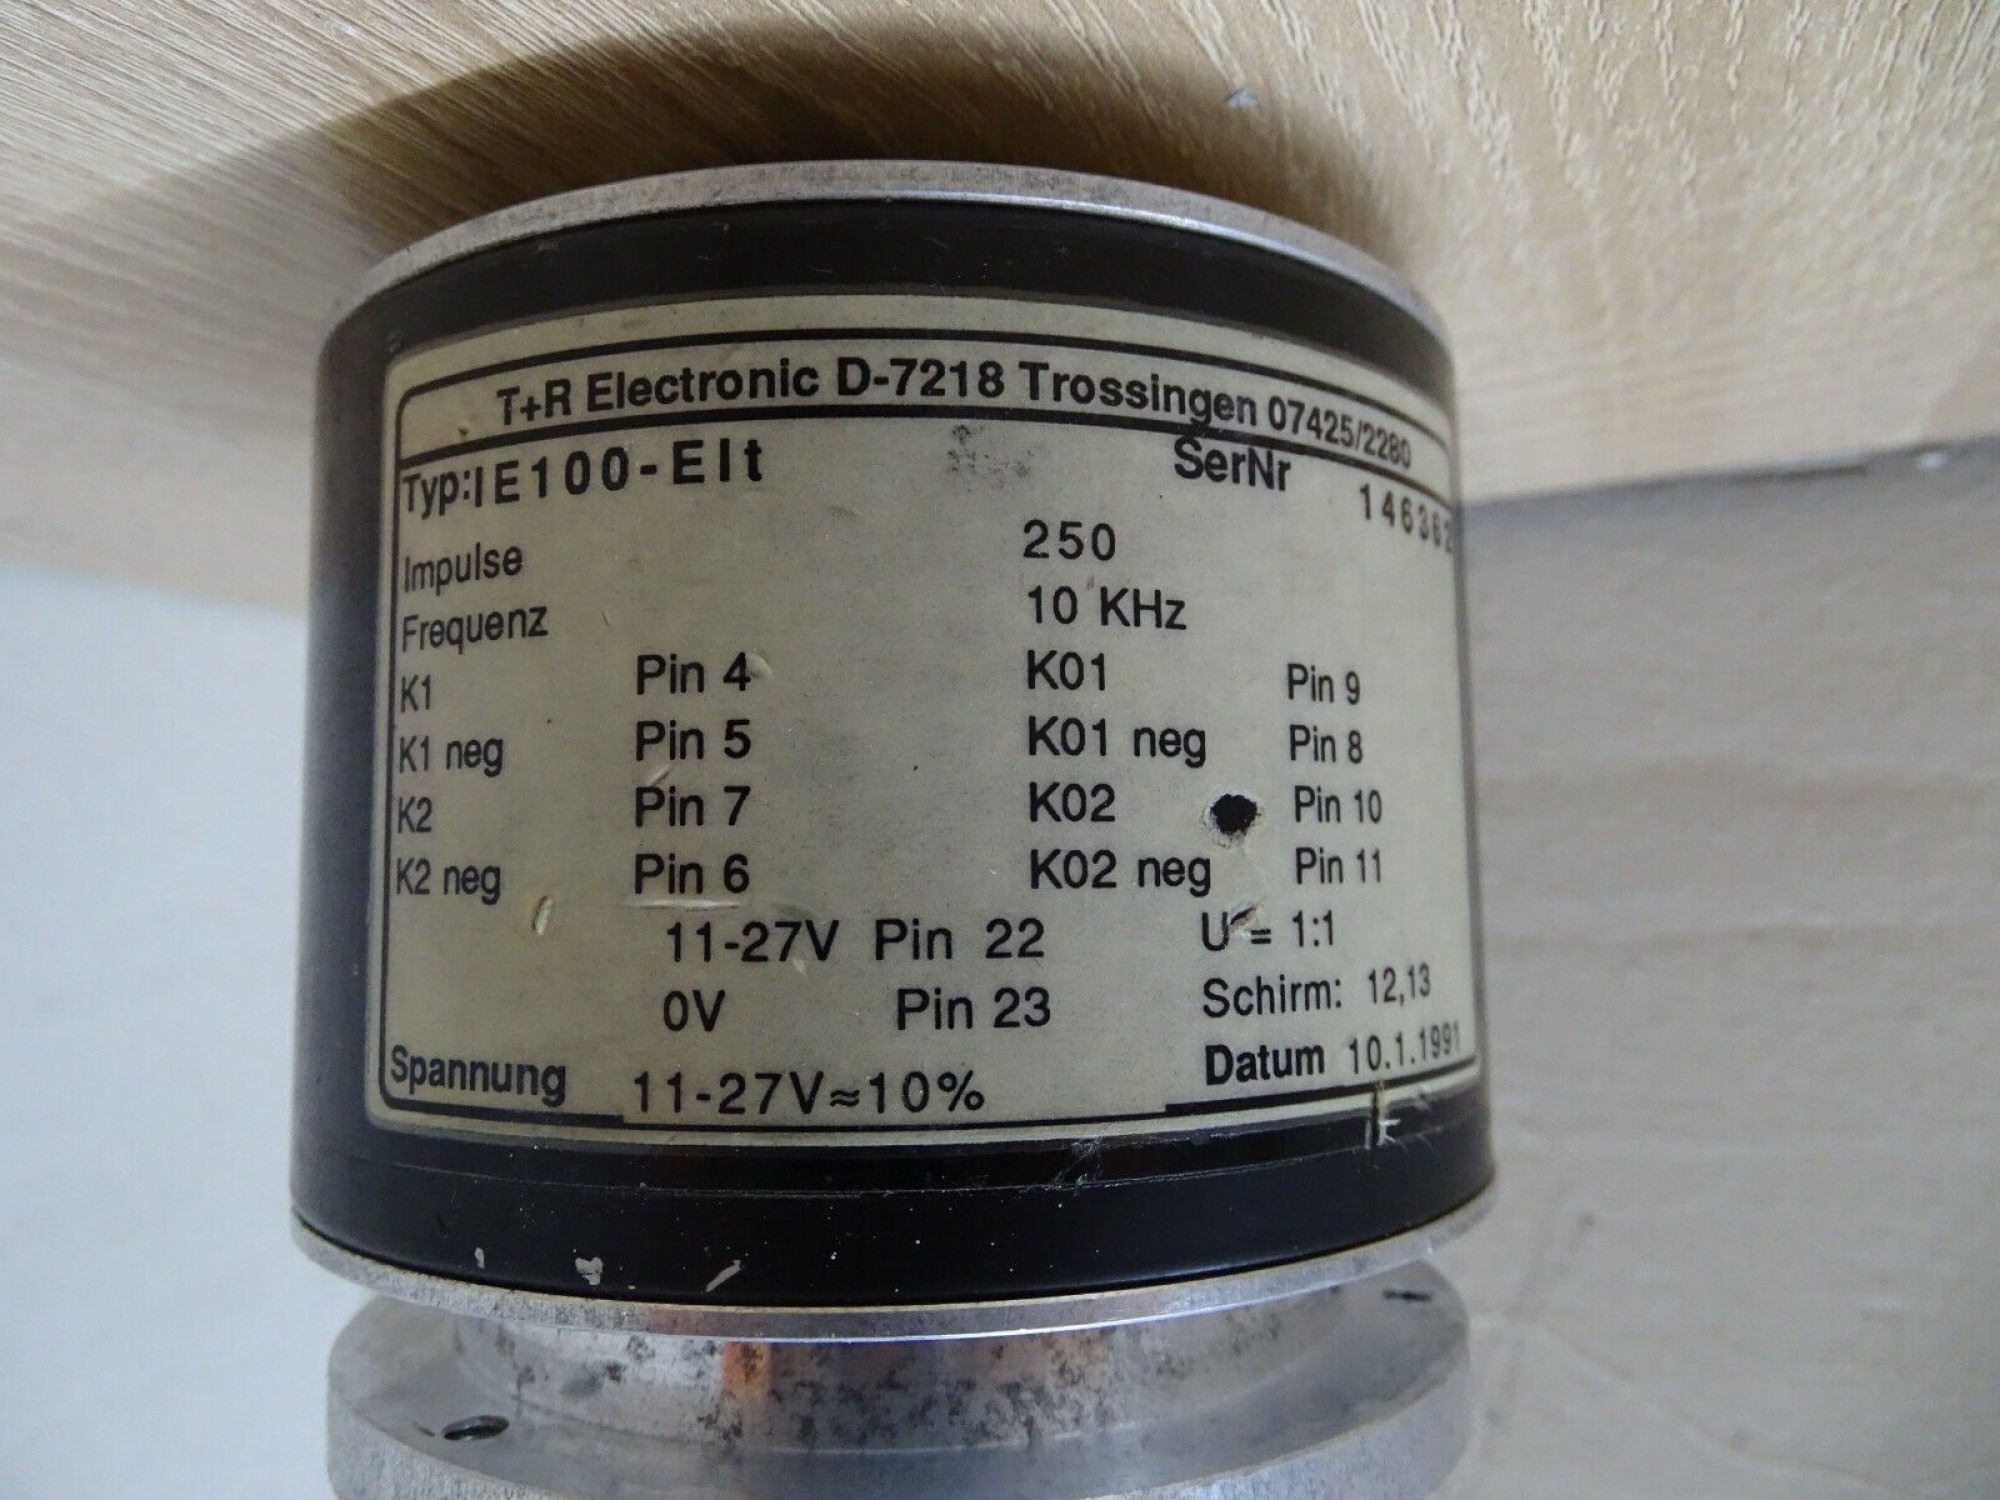 T+R Electronic D-7218 Trossingen 07425/2280
Typ: IE100-Elt SerNr 146362
Impulse 250
Frequenz 10 KHz
K1 Pin 4 K01 Pin 9
K1 neg Pin 5 K01 neg Pin 8
K2 Pin 7 K02 Pin 10
K2 neg Pin 6 K02 neg Pin 11
11-27V Pin 22 U = 1:1
0V Pin 23 Schirm: 12,13
Spannung 11-27V≈10% Datum 10.1.1991